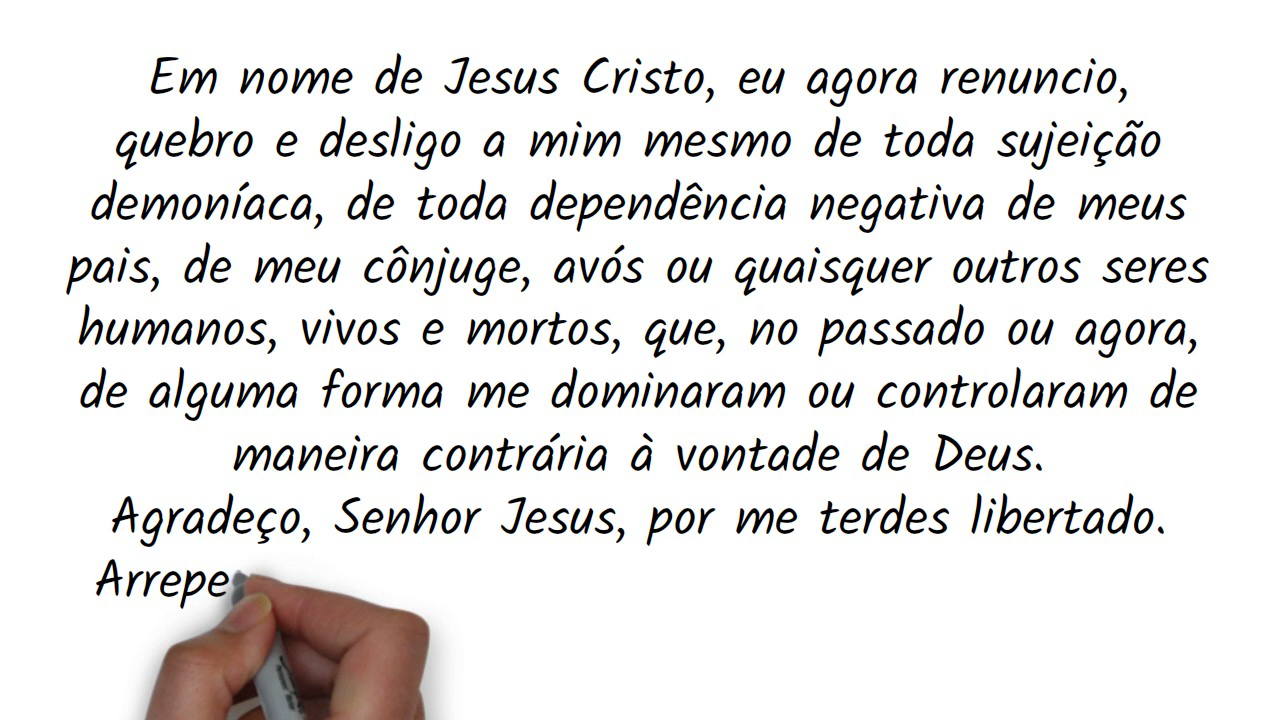 Em nome de Jesus Cristo, eu agora renuncio,
quebro e desligo a mim mesmo de toda sujeição
demoníaca, de toda dependência negativa de meus
pais, de meu cônjuge, avós ou quaisquer outros seres
humanos, vivos e mortos, que, no passado ou agora,
de alguma forma me dominaram ou controlaram de
maneira contrária à vontade de Deus.
Agradeço, Senhor Jesus, por me terdes libertado.
Arrepe